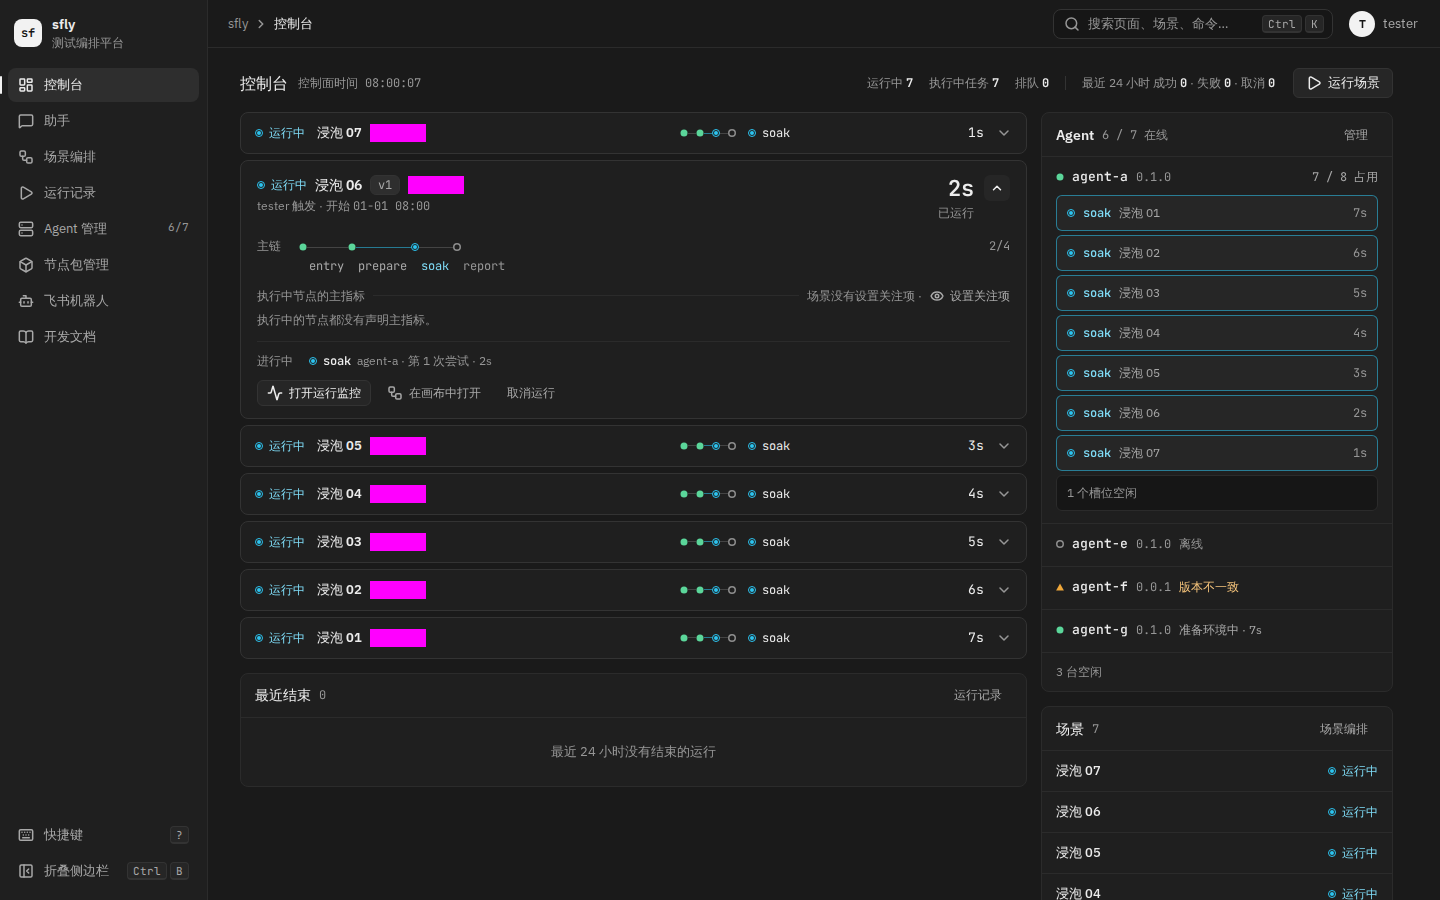 sf
sfly
测试编排平台
控制台
助手
场景编排
运行记录
Agent 管理 6/7
节点包管理
飞书机器人
开发文档
快捷键 ?
折叠侧边栏 Ctrl B
sfly 控制台
搜索页面、场景、命令... Ctrl K
T tester
控制台 控制面时间 08:00:07
运行中 7 执行中任务 7 排队 0 最近 24 小时 成功 0 · 失败 0 · 取消 0
运行场景
运行中 浸泡 07 soak 1s
运行中 浸泡 06 v1 2s
tester 触发 · 开始 01-01 08:00 已运行
主链 2/4
entry prepare soak report
执行中节点的主指标 场景没有设置关注项 · 设置关注项
执行中的节点都没有声明主指标。
进行中 soak agent-a · 第 1 次尝试 · 2s
打开运行监控 在画布中打开 取消运行
运行中 浸泡 05 soak 3s
运行中 浸泡 04 soak 4s
运行中 浸泡 03 soak 5s
运行中 浸泡 02 soak 6s
运行中 浸泡 01 soak 7s
最近结束 0 运行记录
最近 24 小时没有结束的运行
Agent 6 / 7 在线 管理
agent-a 0.1.0 7 / 8 占用
soak 浸泡 01 7s
soak 浸泡 02 6s
soak 浸泡 03 5s
soak 浸泡 04 4s
soak 浸泡 05 3s
soak 浸泡 06 2s
soak 浸泡 07 1s
1 个槽位空闲
agent-e 0.1.0 离线
agent-f 0.0.1 版本不一致
agent-g 0.1.0 准备环境中 · 7s
3 台空闲
场景 7 场景编排
浸泡 07 运行中
浸泡 06 运行中
浸泡 05 运行中
浸泡 04 运行中